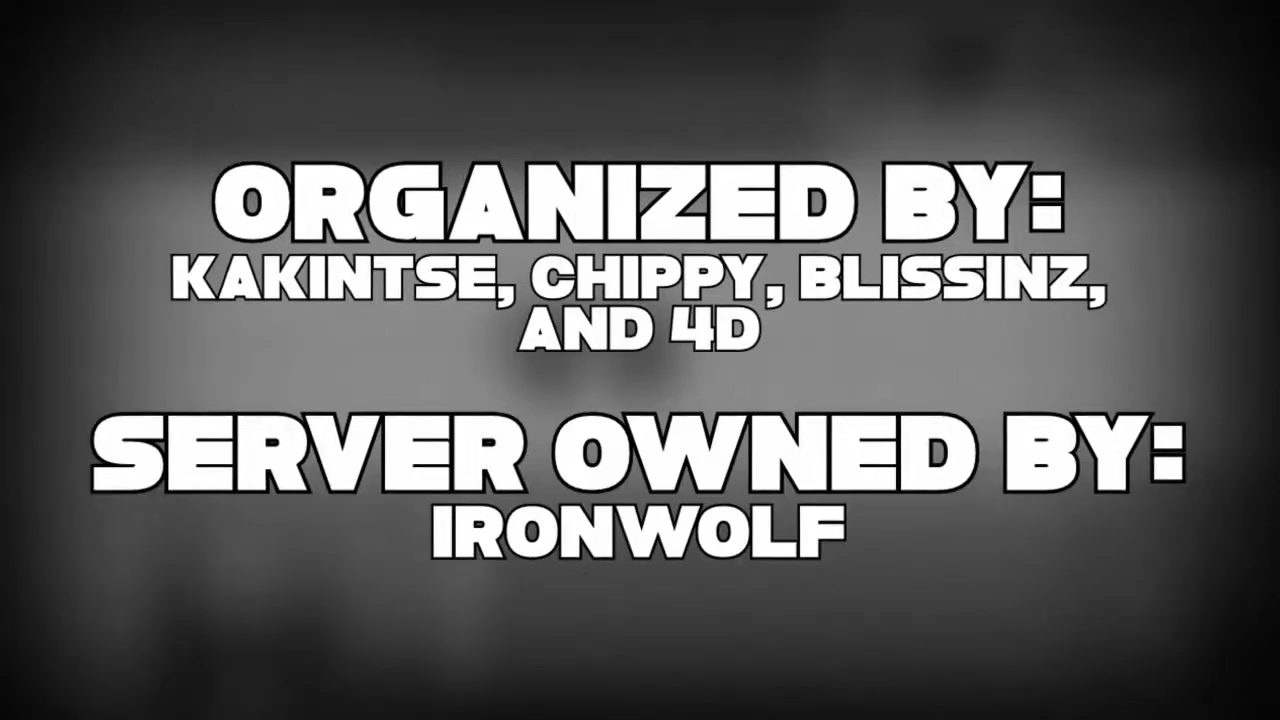 ORGANIZED BY:
KAKINTSE, CHIPPY, BLISSINZ,
AND 4D
SERVER OWNED BY:
IRONWOLF